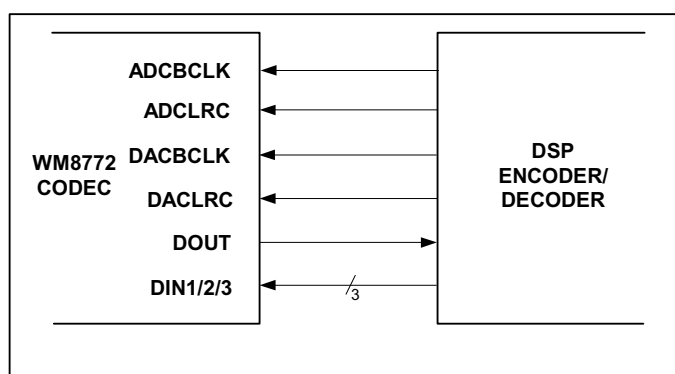 ADCBCLK
ADCLRC
WM8772
CODEC
DACBCLK
DACLRC
DOUT
DIN1/2/3
3
DSP
ENCODER/
DECODER